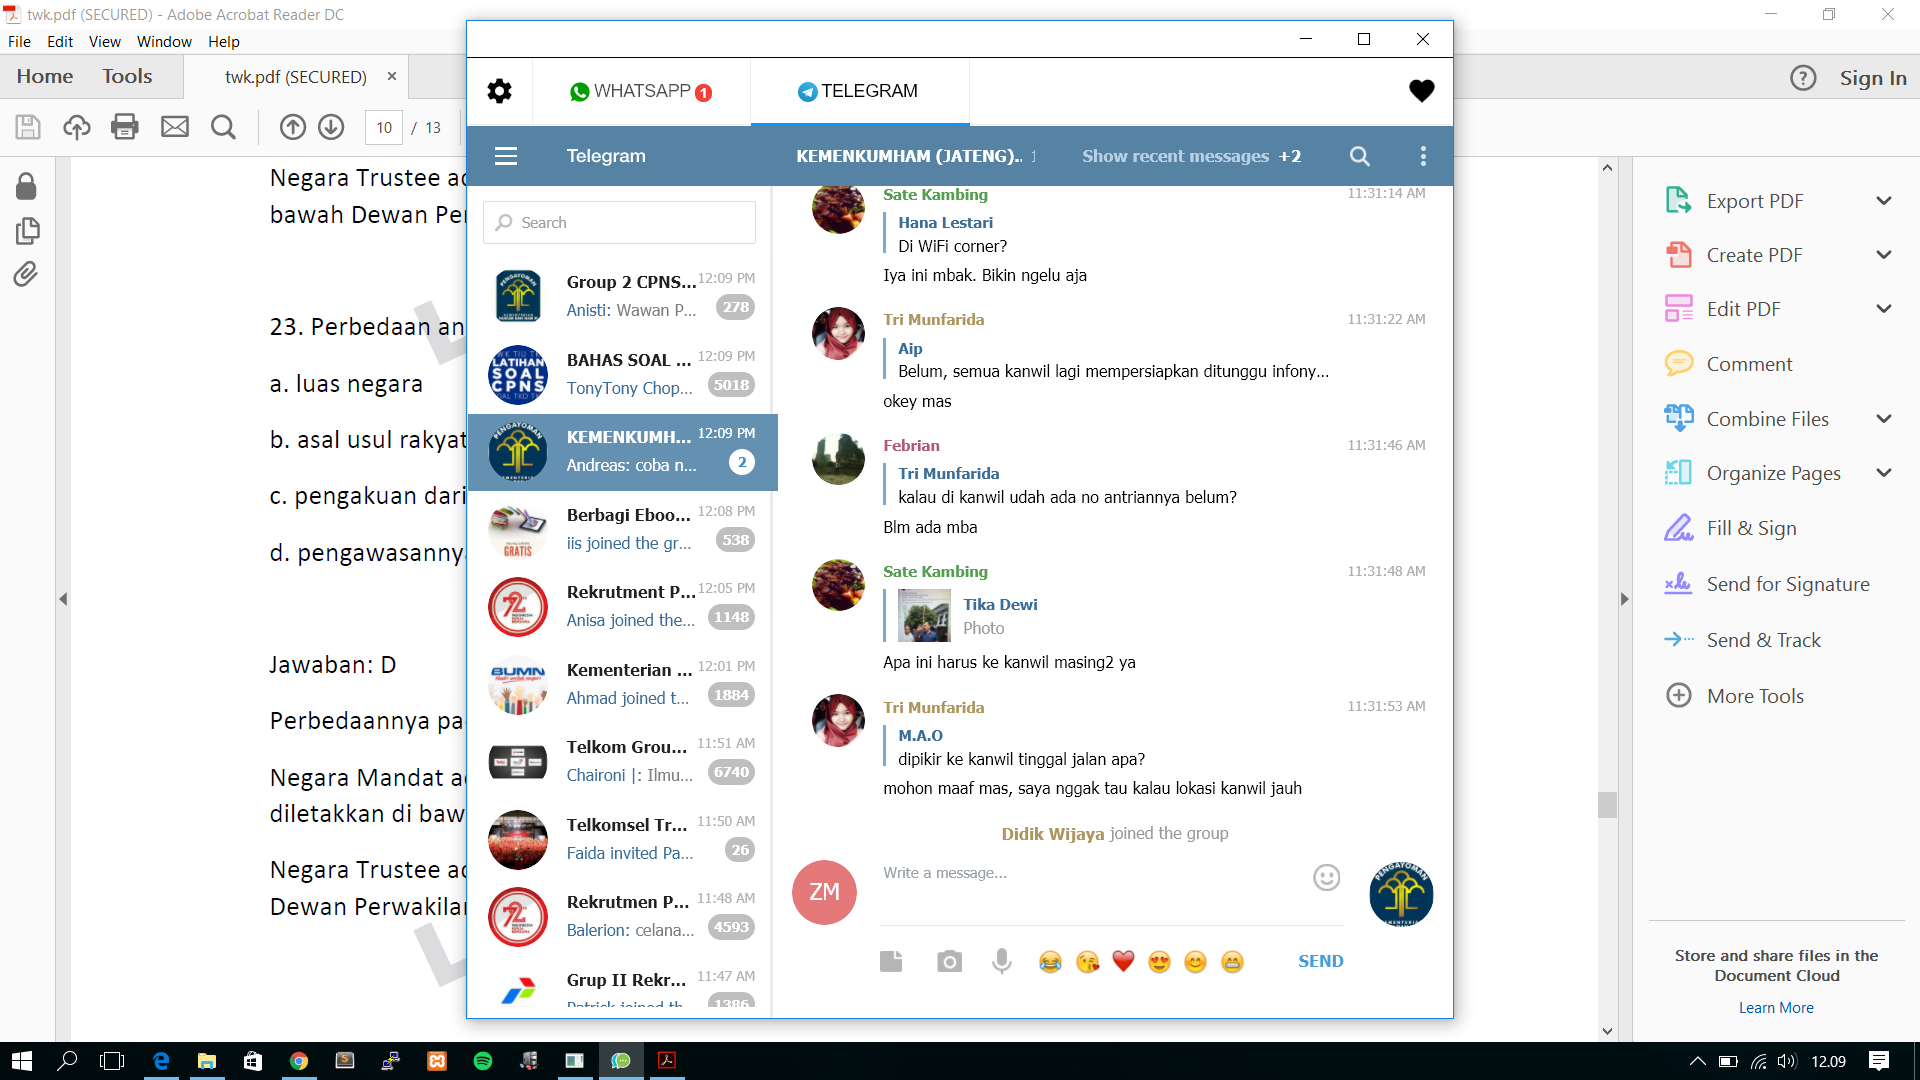 twk.pdf (SECURED) - Adobe Acrobat Reader DC
File Edit View Window Help
Home Tools twk.pdf (SECURED) Sign In
10 / 13
Negara Trustee
bawah Dewan
23. Perbedaan
a. luas negara
b. asal usul rakyat
c. pengakuan dari
d. pengawasannya
Jawaban: D
Perbedaannya
Negara Mandat
diletakkan di
Negara Trustee
Dewan
WHATSAPP 1 TELEGRAM
Telegram
KEMENKUMHAM (JATENG)..
Show recent messages +2
Search
Group 2 CPNS... 12:09 PM
Anisti: Wawan P... 278
BAHAS SOAL ... 12:09 PM
TonyTony Chop... 5018
KEMENKUMH... 12:09 PM
Andreas: coba n... 2
Berbagi Eboo... 12:08 PM
iis joined the gr... 538
Rekrutment P... 12:05 PM
Anisa joined the... 1148
Kementerian ... 12:01 PM
Ahmad joined t... 1884
Telkom Grou... 11:51 AM
Chaironi |: Ilmu... 6740
Telkomsel Tr... 11:50 AM
Faida invited Pa... 26
Rekrutmen P... 11:48 AM
Balerion: celana... 4593
Grup II Rekr... 11:47 AM
Patrick joined th... 1386
PENGAYOMAN
LATIHAN
SOAL
CPNS
GRATIS
72
BUMN
Sate Kambing 11:31:14 AM
Hana Lestari
Di WiFi corner?
Iya ini mbak. Bikin ngelu aja
Tri Munfarida 11:31:22 AM
Aip
Belum, semua kanwil lagi mempersiapkan ditunggu infony...
okey mas
Febrian 11:31:46 AM
Tri Munfarida
kalau di kanwil udah ada no antriannya belum?
Blm ada mba
Sate Kambing 11:31:48 AM
Tika Dewi
Photo
Apa ini harus ke kanwil masing2 ya
Tri Munfarida 11:31:53 AM
M.A.O
dipikir ke kanwil tinggal jalan apa?
mohon maaf mas, saya nggak tau kalau lokasi kanwil jauh
Didik Wijaya joined the group
ZM
Write a message...
PENGAYOMAN
SEND
Export PDF
Create PDF
Edit PDF
Comment
Combine Files
Organize Pages
Fill & Sign
Send for Signature
Send & Track
More Tools
Store and share files in the
Document Cloud
Learn More
12.09